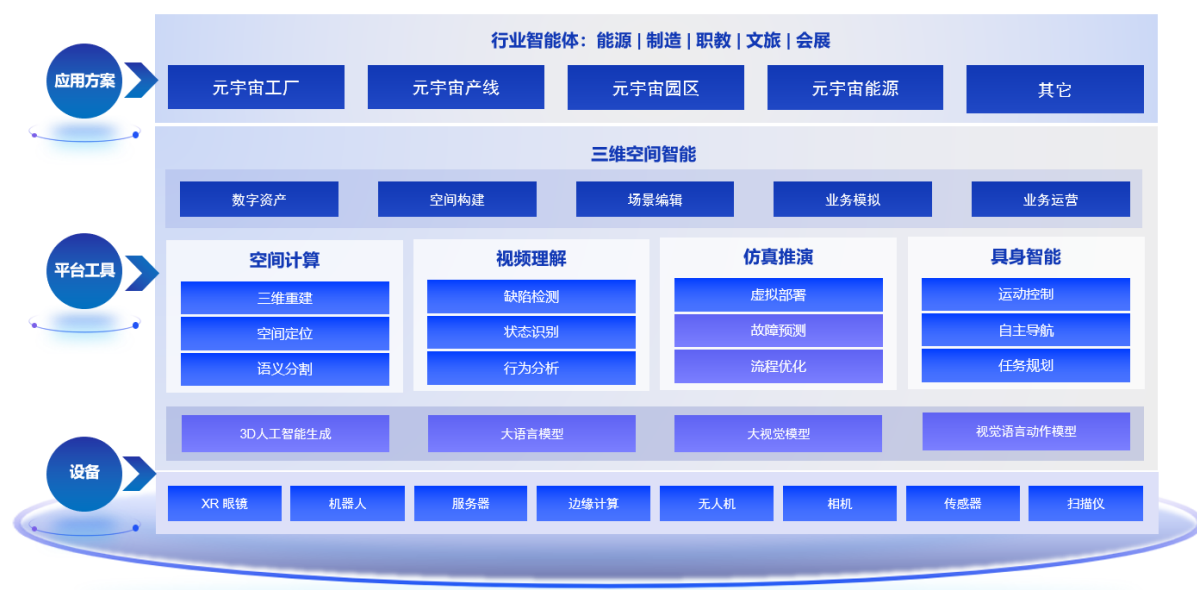 行业智能体：能源 | 制造 | 职教 | 文旅 | 会展
应用方案
元宇宙工厂
元宇宙产线
元宇宙园区
元宇宙能源
其它
三维空间智能
数字资产
空间构建
场景编辑
业务模拟
业务运营
平台工具
空间计算
三维重建
空间定位
语义分割
视频理解
缺陷检测
状态识别
行为分析
仿真推演
虚拟部署
故障预测
流程优化
具身智能
运动控制
自主导航
任务规划
3D人工智能生成
大语言模型
大视觉模型
视觉语言动作模型
设备
XR 眼镜
机器人
服务器
边缘计算
无人机
相机
传感器
扫描仪